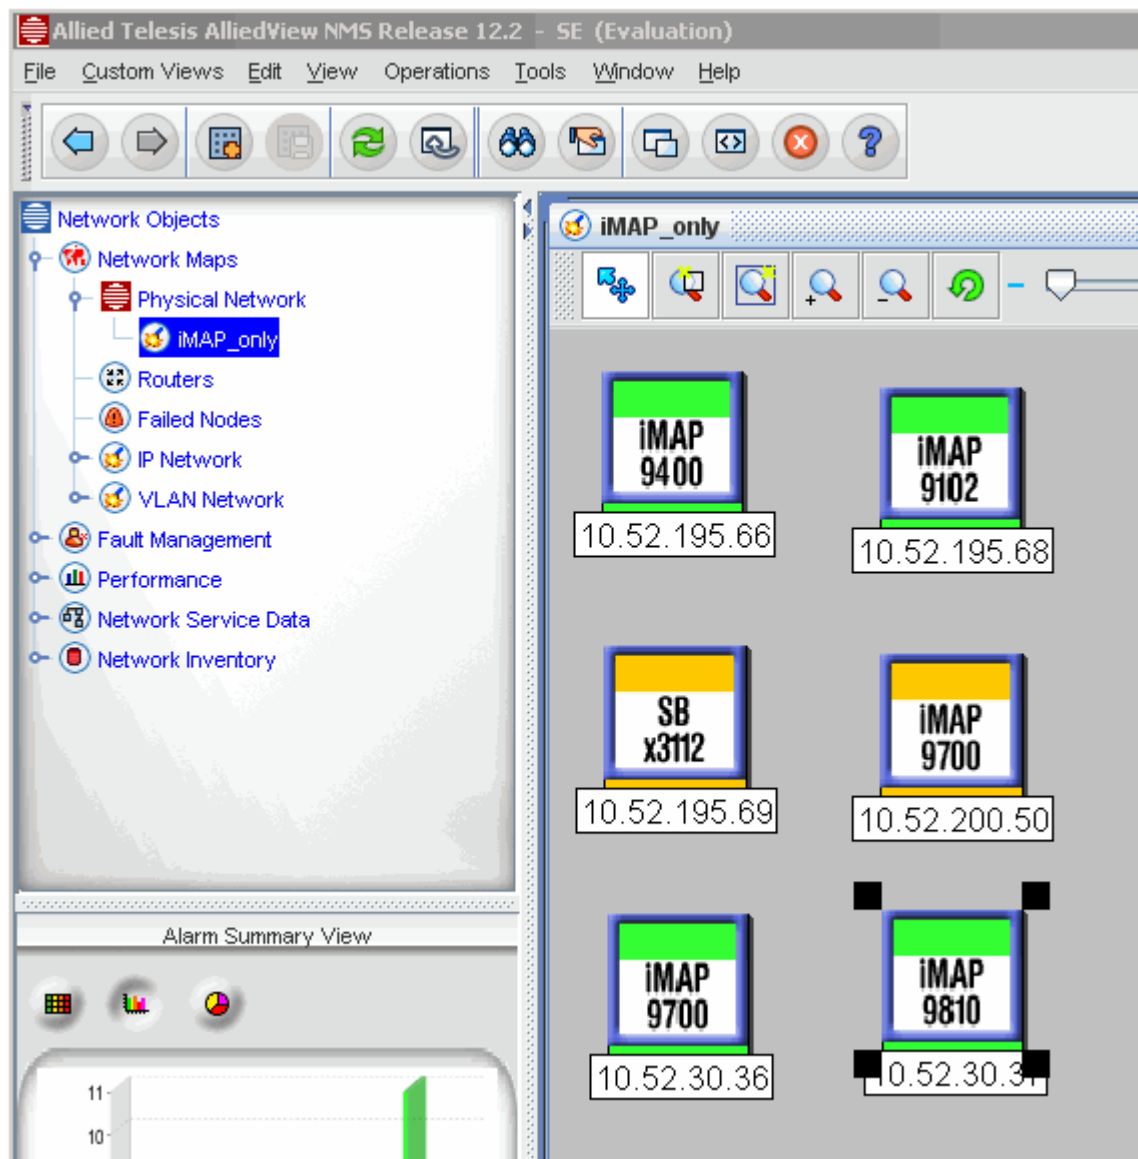 Allied Telesis AlliedView NMS Release 12.2 - SE (Evaluation)
File Custom Views Edit View Operations Tools Window Help
Network Objects
Network Maps
Physical Network
iMAP_only
Routers
Failed Nodes
IP Network
VLAN Network
Fault Management
Performance
Network Service Data
Network Inventory
Alarm Summary View
11
10
iMAP_only
iMAP
9400
10.52.195.66
iMAP
9102
10.52.195.68
SB
x3112
10.52.195.69
iMAP
9700
10.52.200.50
iMAP
9700
10.52.30.36
iMAP
9810